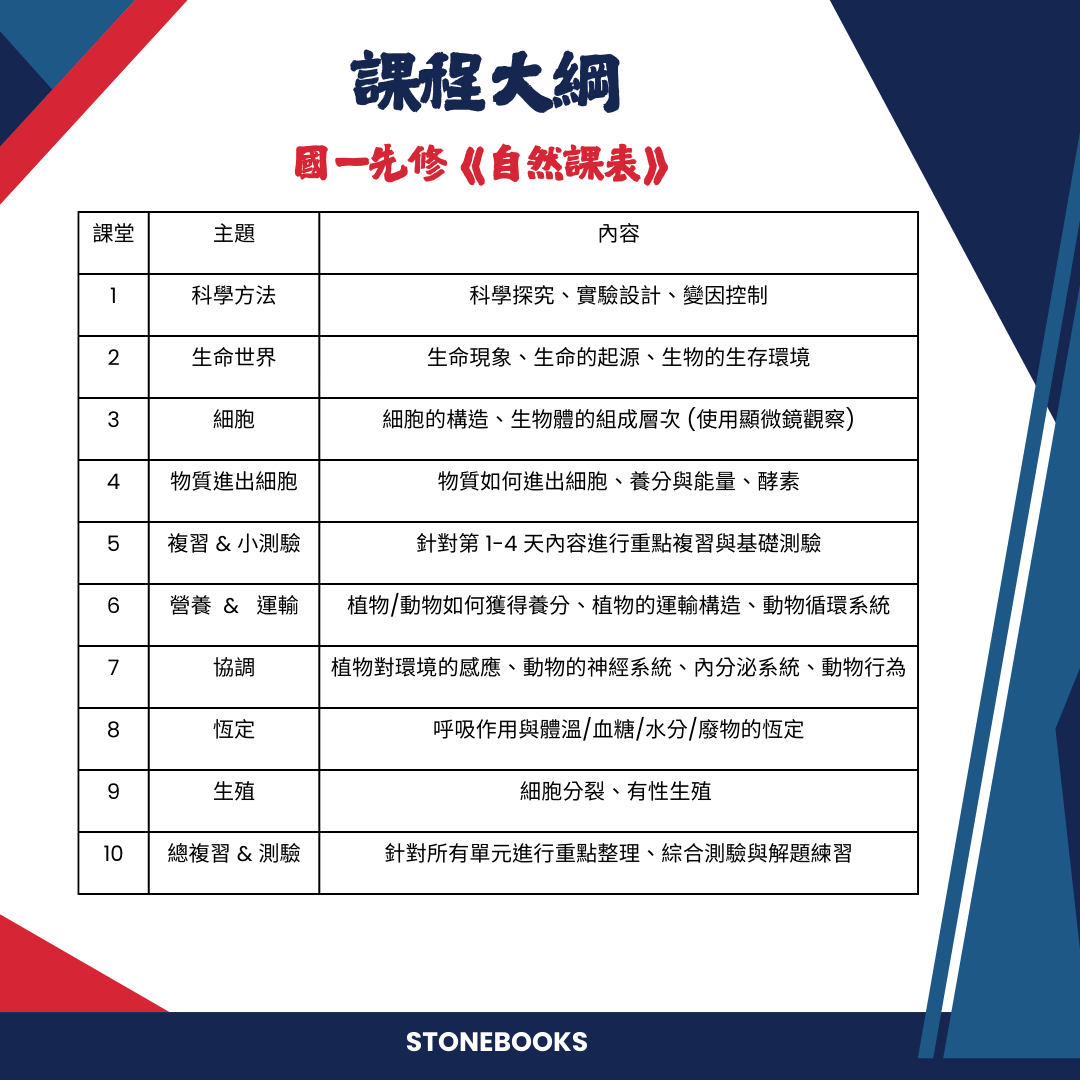 課程大綱
國一先修《自然課表》
課堂 主題 內容
1 科學方法 科學探究、實驗設計、變因控制
2 生命世界 生命現象、生命的起源、生物的生存環境
3 細胞 細胞的構造、生物體的組成層次 (使用顯微鏡觀察)
4 物質進出細胞 物質如何進出細胞、養分與能量、酵素
5 複習 & 小測驗 針對第 1-4 天內容進行重點複習與基礎測驗
6 營養 & 運輸 植物/動物如何獲得養分、植物的運輸構造、動物循環系統
7 協調 植物對環境的感應、動物的神經系統、內分泌系統、動物行為
8 恆定 呼吸作用與體溫/血糖/水分/廢物的恆定
9 生殖 細胞分裂、有性生殖
10 總複習 & 測驗 針對所有單元進行重點整理、綜合測驗與解題練習
STONEBOOKS